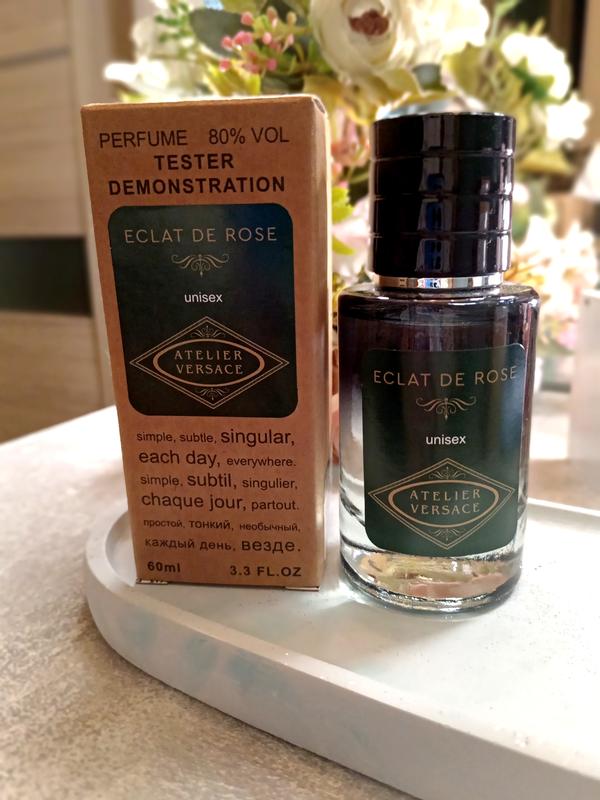 PERFUME 80% VOL
TESTER
DEMONSTRATION
ECLAT DE ROSE
unisex
ATELIER
VERSACE
simple, subtle, singular,
each day, everywhere.
simple, subtil, singulier,
chaque jour, partout.
простой, тонкий, необычный,
каждый день, везде.
60ml 3.3 FL.OZ
ECLAT DE ROSE
unisex
ATELIER
VERSACE